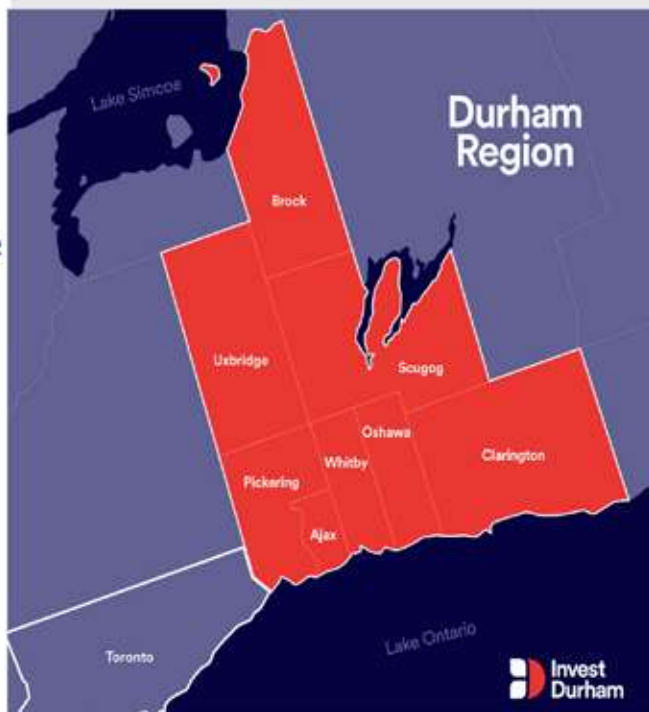 Lake Simcoe
Durham
Region
Brock
Uxbridge
Scugog
Oshawa
Whitby
Clarington
Pickering
Ajax
Toronto
Lake Ontario
Invest
Durham